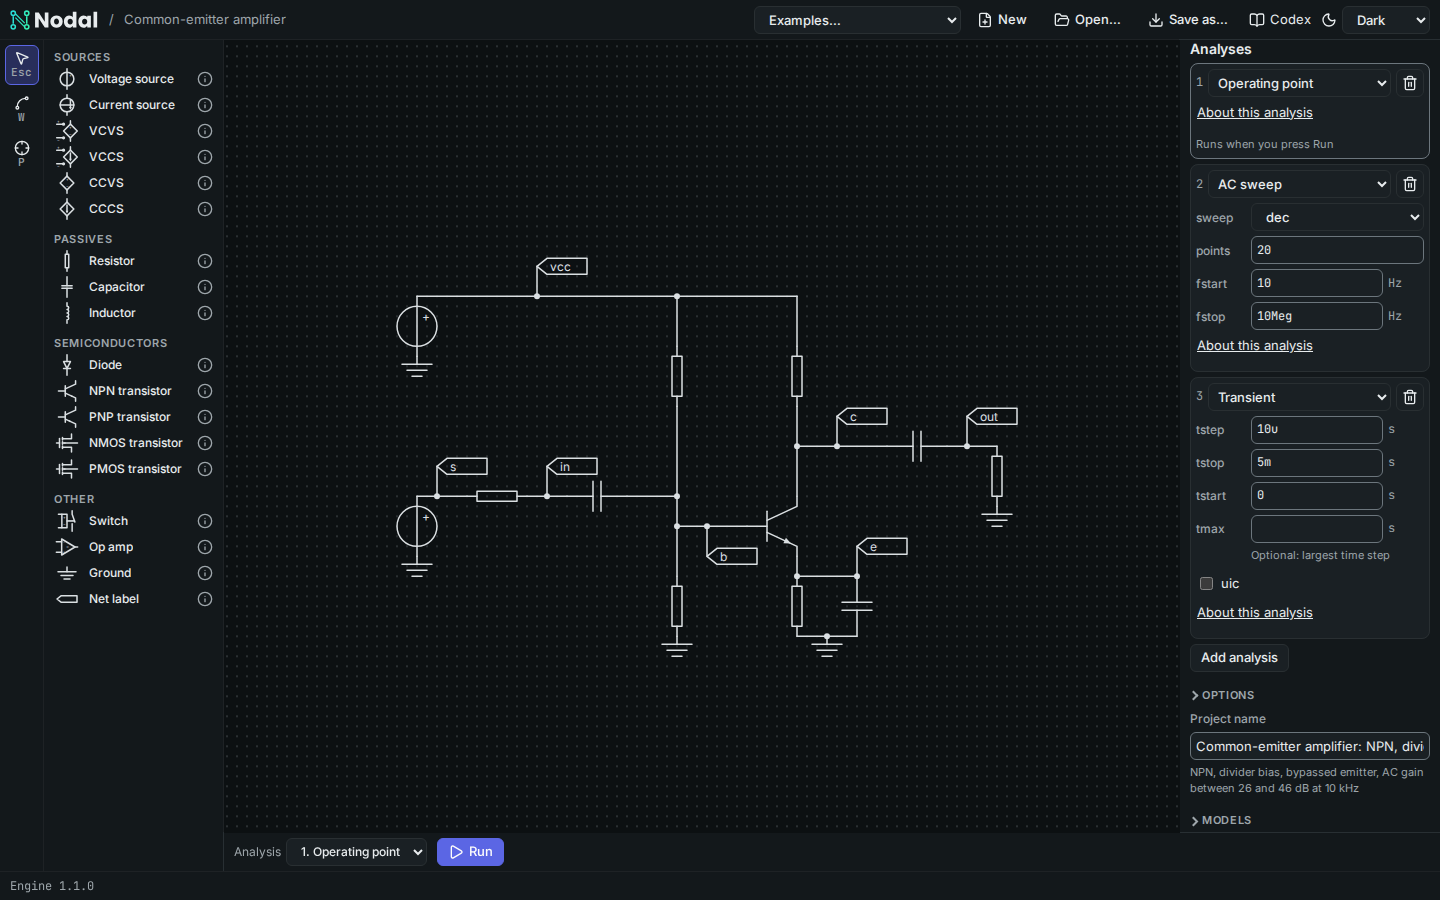 Nodal / Common-emitter amplifier
Examples...
New
Open...
Save as...
Codex
Dark
Esc
W
P
SOURCES
Voltage source
Current source
VCVS
VCCS
CCVS
CCCS
PASSIVES
Resistor
Capacitor
Inductor
SEMICONDUCTORS
Diode
NPN transistor
PNP transistor
NMOS transistor
PMOS transistor
OTHER
Switch
Op amp
Ground
Net label
vcc
+
c
out
s
in
+
b
e
Analyses
1 Operating point
About this analysis
Runs when you press Run
2 AC sweep
sweep dec
points 20
fstart 10 Hz
fstop 10Meg Hz
About this analysis
3 Transient
tstep 10u s
tstop 5m s
tstart 0 s
tmax s
Optional: largest time step
uic
About this analysis
Add analysis
OPTIONS
Project name
Common-emitter amplifier: NPN, divi
NPN, divider bias, bypassed emitter, AC gain
between 26 and 46 dB at 10 kHz
MODELS
Analysis 1. Operating point Run
Engine 1.1.0